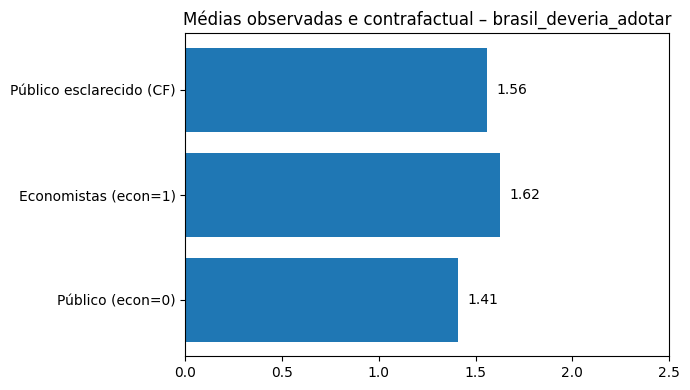 Médias observadas e contrafactual – brasil_deveria_adotar
Público esclarecido (CF)
1.56
Economistas (econ=1)
1.62
Público (econ=0)
1.41
0.0 0.5 1.0 1.5 2.0 2.5